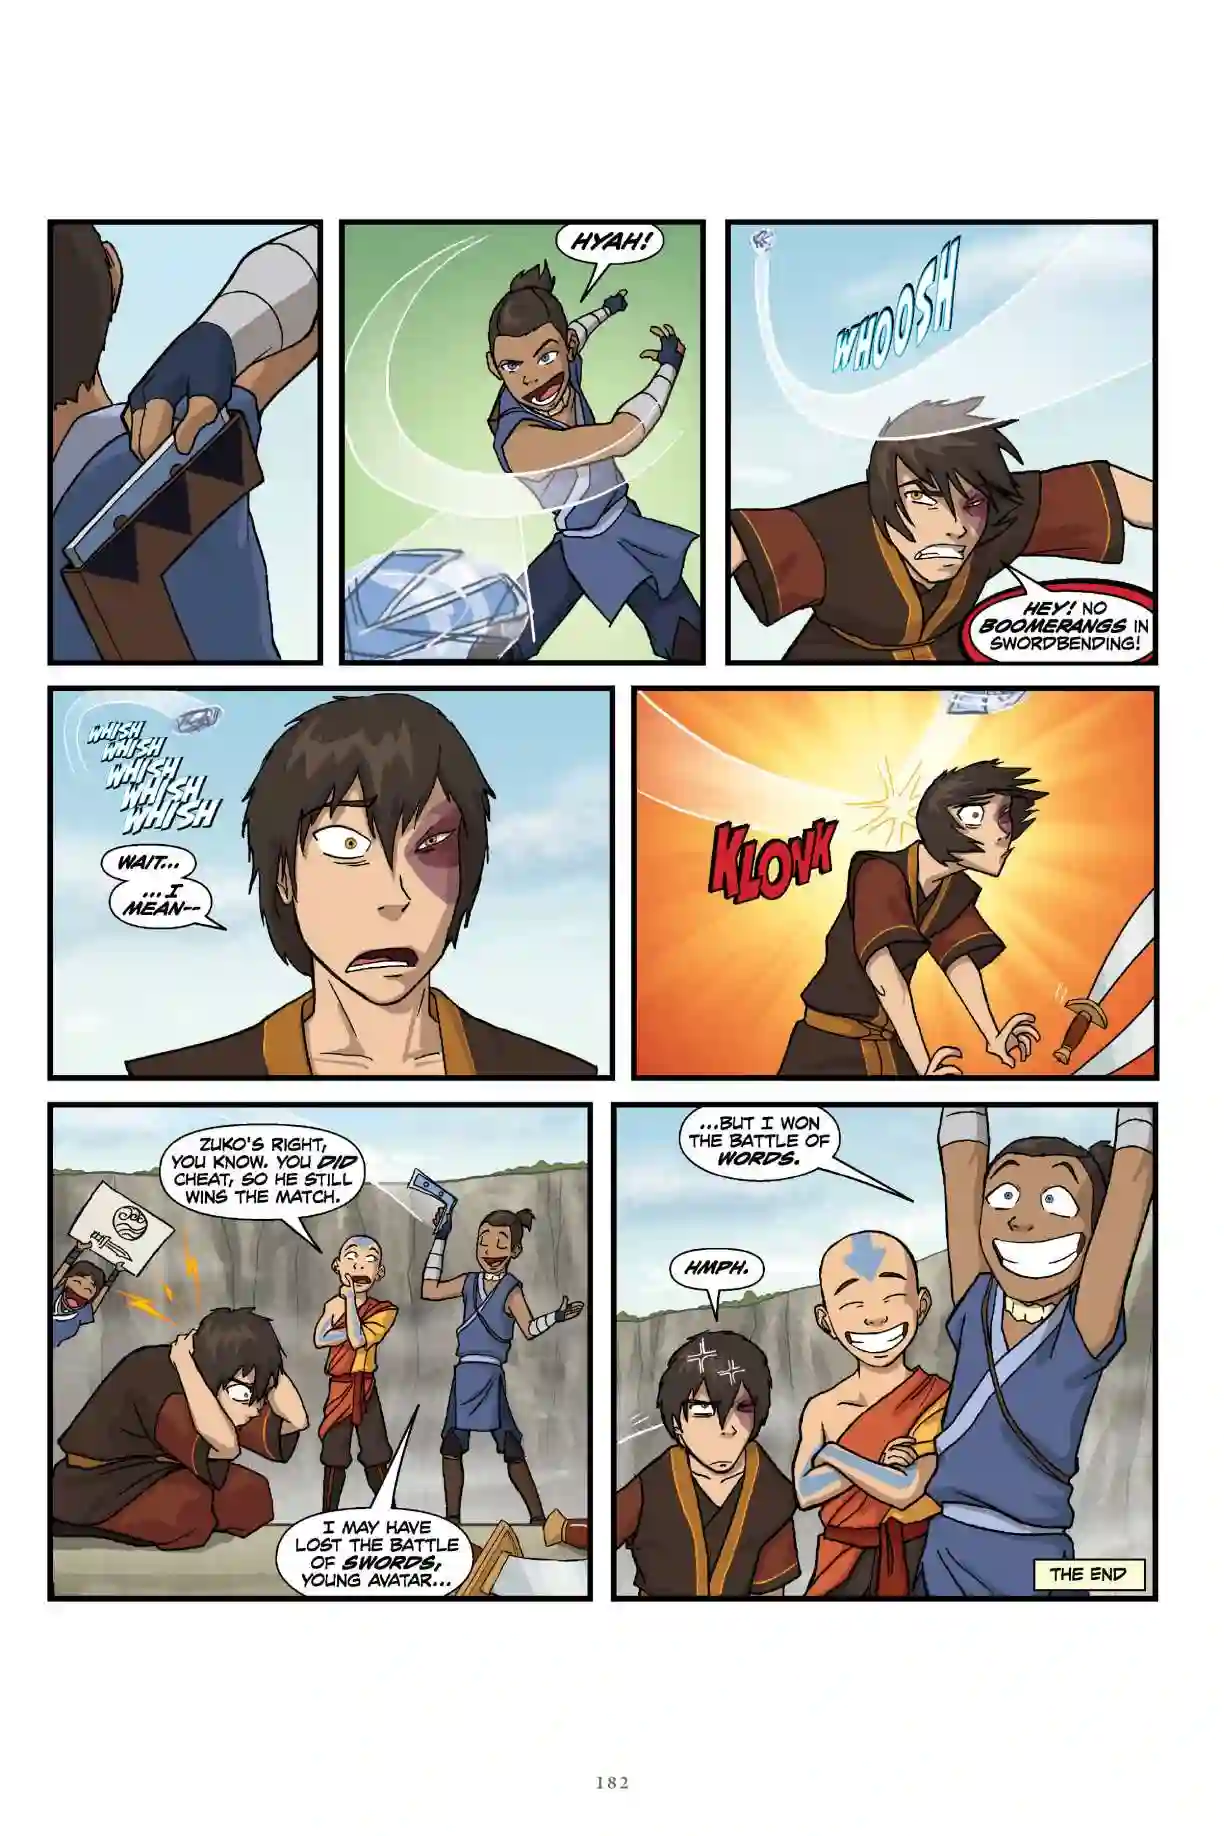 HYAH!
WHOOSH
HEY! NO
BOOMERANGS IN
SWORDBENDING!
WHISH
WHISH
WHISH
WHISH
WHISH
WAIT...
...I
MEAN--
KLONK
ZUKO'S RIGHT,
YOU KNOW. YOU DID
CHEAT, SO HE STILL
WINS THE MATCH.
I MAY HAVE
LOST THE BATTLE
OF SWORDS,
YOUNG AVATAR...
...BUT I WON
THE BATTLE OF
WORDS.
HMPH.
THE END
182